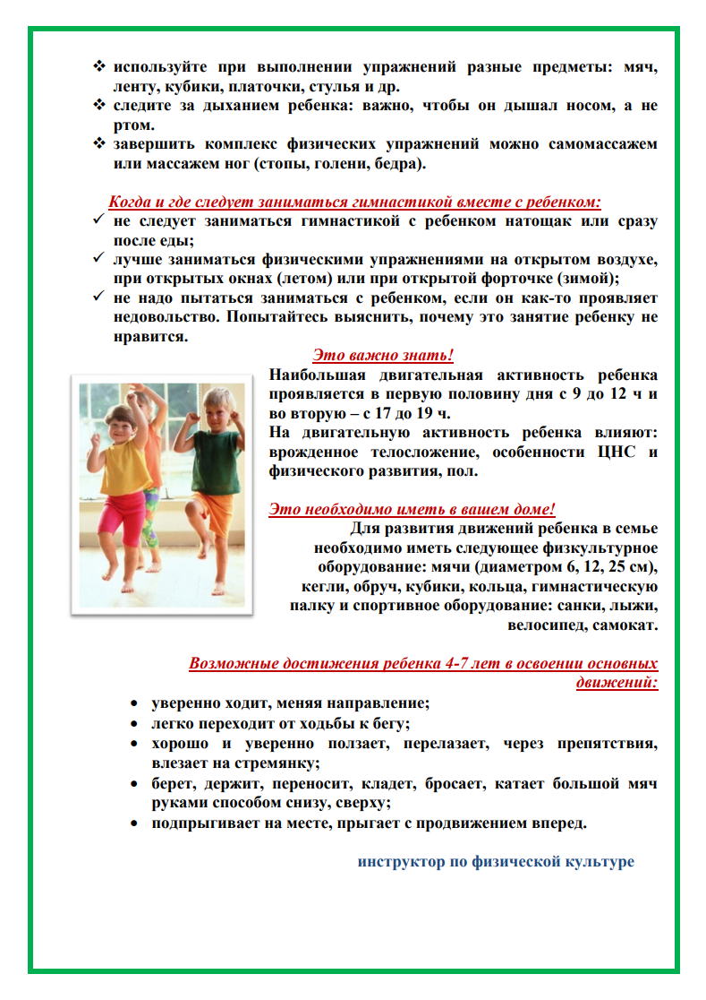 ❖ используйте при выполнении упражнений разные предметы: мяч,
ленту, кубики, платочки, стулья и др.
❖ следите за дыханием ребенка: важно, чтобы он дышал носом, а не
ртом.
❖ завершить комплекс физических упражнений можно самомассажем
или массажем ног (стопы, голени, бедра).
Когда и где следует заниматься гимнастикой вместе с ребенком:
✓ не следует заниматься гимнастикой с ребенком натощак или сразу
после еды;
✓ лучше заниматься физическими упражнениями на открытом воздухе,
при открытых окнах (летом) или при открытой форточке (зимой);
✓ не надо пытаться заниматься с ребенком, если он как-то проявляет
недовольство. Попытайтесь выяснить, почему это занятие ребенку не
нравится.
Это важно знать!
Наибольшая двигательная активность ребенка
проявляется в первую половину дня с 9 до 12 ч и
во вторую – с 17 до 19 ч.
На двигательную активность ребенка влияют:
врожденное телосложение, особенности ЦНС и
физического развития, пол.
Это необходимо иметь в вашем доме!
Для развития движений ребенка в семье
необходимо иметь следующее физкультурное
оборудование: мячи (диаметром 6, 12, 25 см),
кегли, обруч, кубики, кольца, гимнастическую
палку и спортивное оборудование: санки, лыжи,
велосипед, самокат.
Возможные достижения ребенка 4-7 лет в освоении основных
движений:
• уверенно ходит, меняя направление;
• легко переходит от ходьбы к бегу;
• хорошо и уверенно ползает, перелазает, через препятствия,
влезает на стремянку;
• берет, держит, переносит, кладет, бросает, катает большой мяч
руками способом снизу, сверху;
• подпрыгивает на месте, прыгает с продвижением вперед.
инструктор по физической культуре